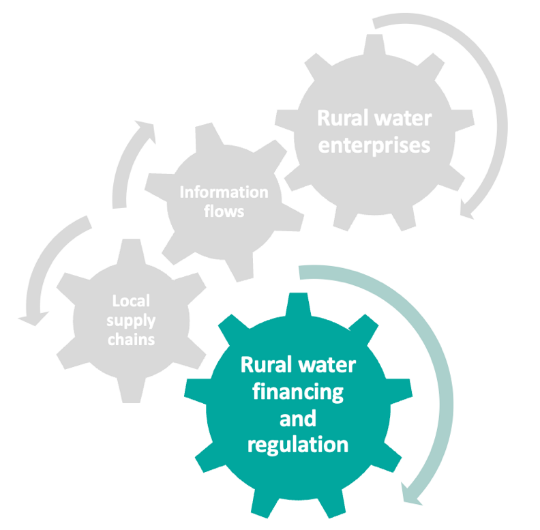 Rural water
enterprises
Information
flows
Local
supply
chains
Rural water
financing
and
regulation